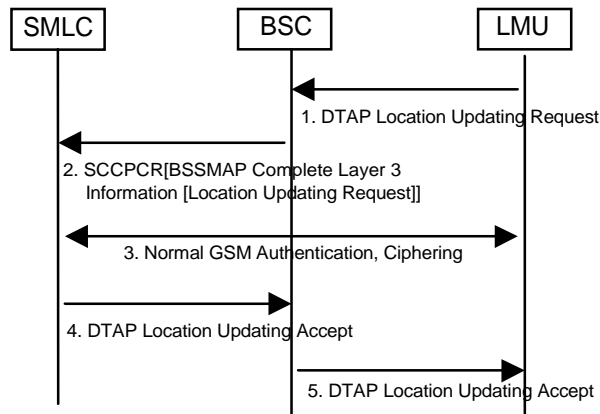 SMLC
BSC
LMU
1. DTAP Location Updating Request
2. SCCPCR[BSSMAP Complete Layer 3
Information [Location Updating Request]]
3. Normal GSM Authentication, Ciphering
4. DTAP Location Updating Accept
5. DTAP Location Updating Accept